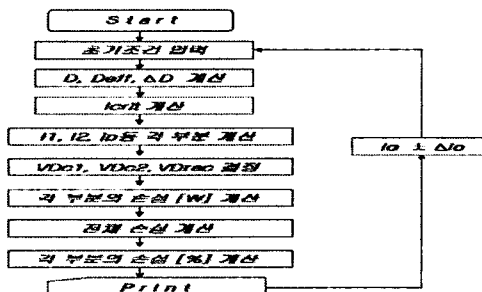 Start
초기조건 입력
D, Deff, ΔD 계산
Icrit 계산
I1, I2, Ip등 각 부분 계산
VDc1, VDc2, VDrec 결정
각 부분의 손실 [W] 계산
전체 손실 계산
각 부분의 손실 [%] 계산
Print
Io ± ΔIo